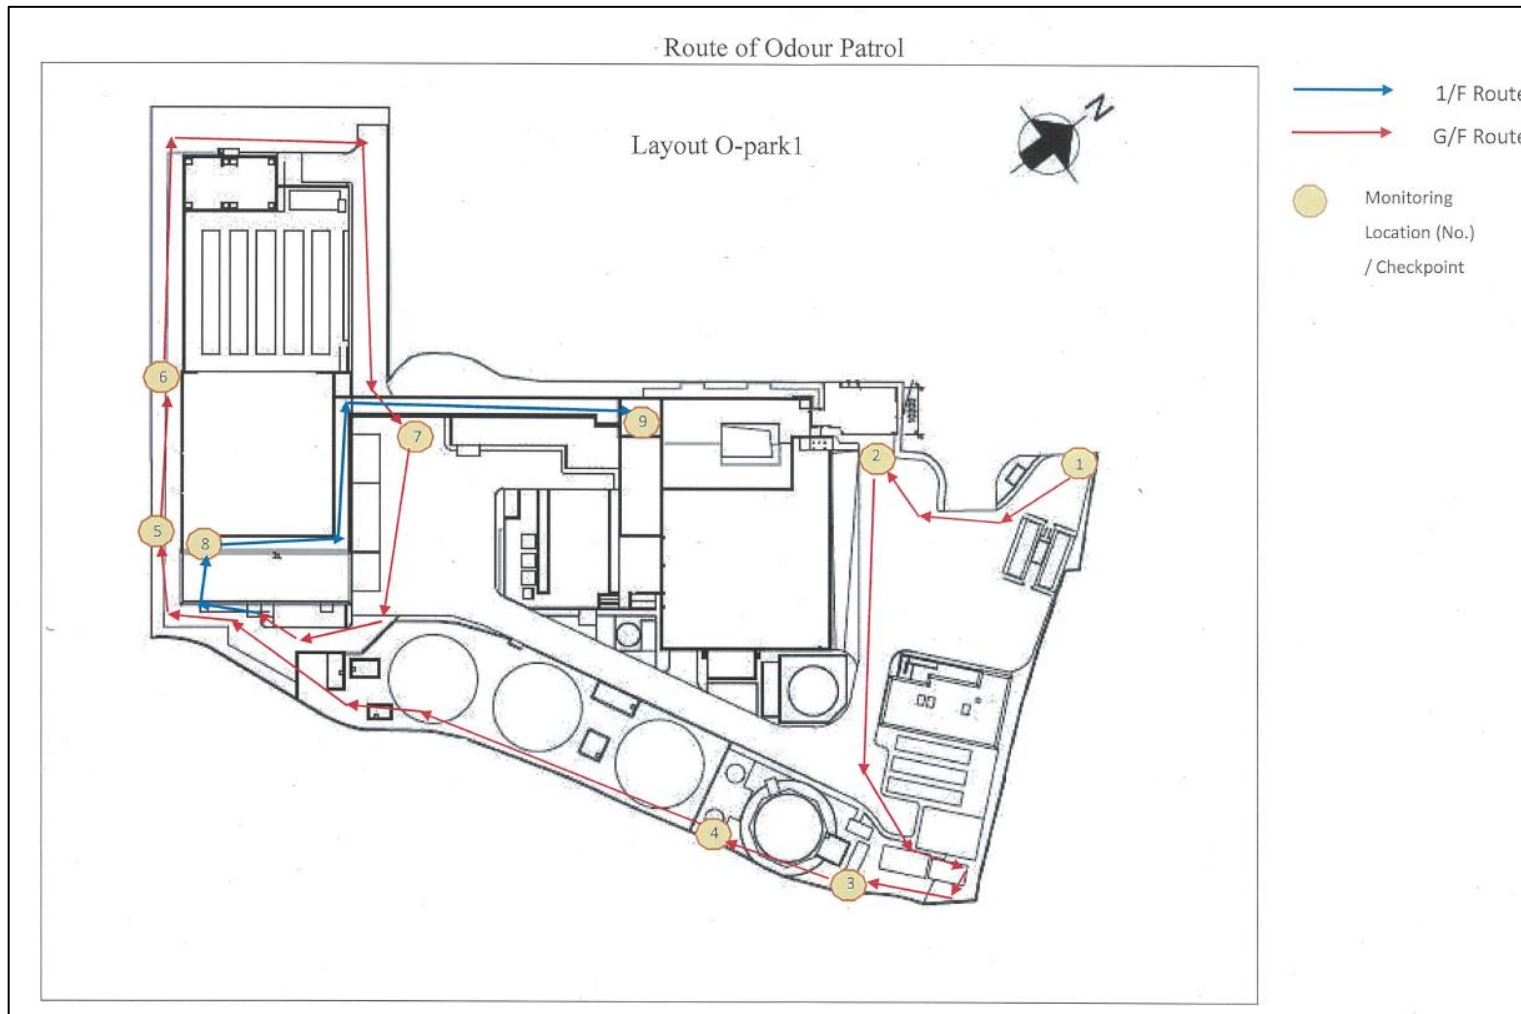 Route of Odour Patrol
1/F Route
G/F Route
N
Layout O-park1
Monitoring
Location (No.)
/ Checkpoint
6
7
9
2
1
5
8
4
3